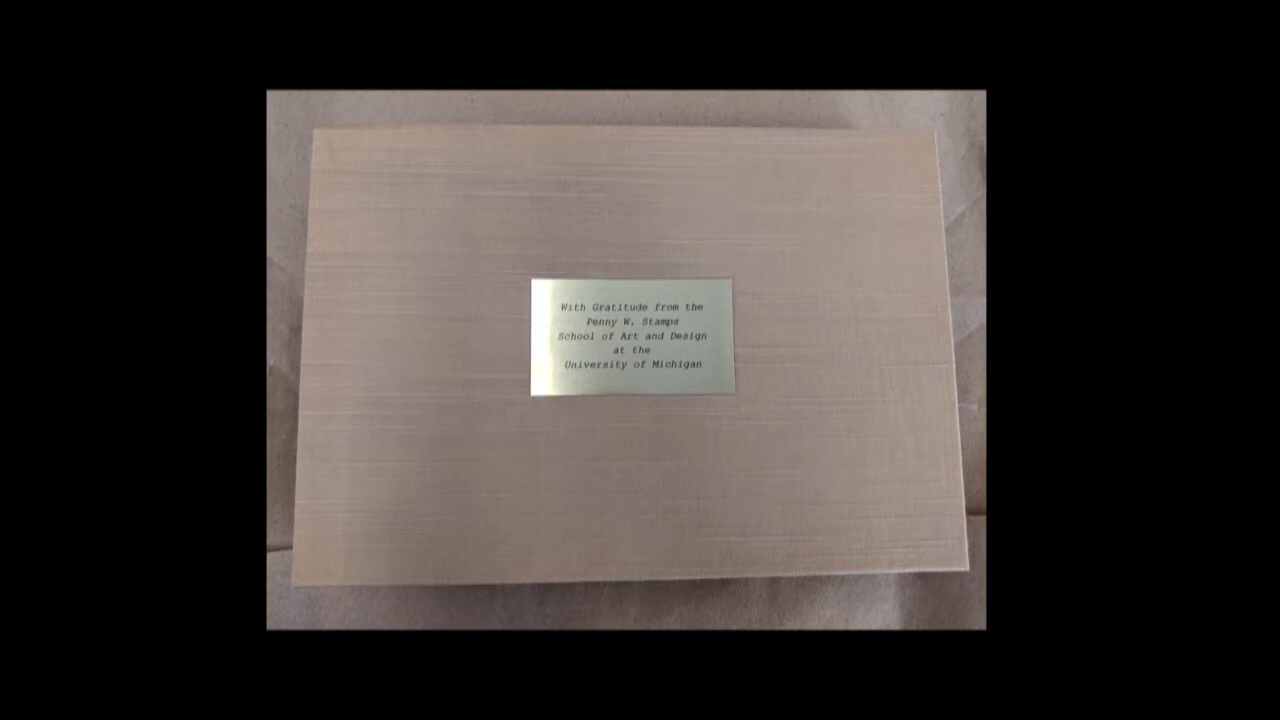 With Gratitude from the
Penny W. Stamps
School of Art and Design
at the
University of Michigan